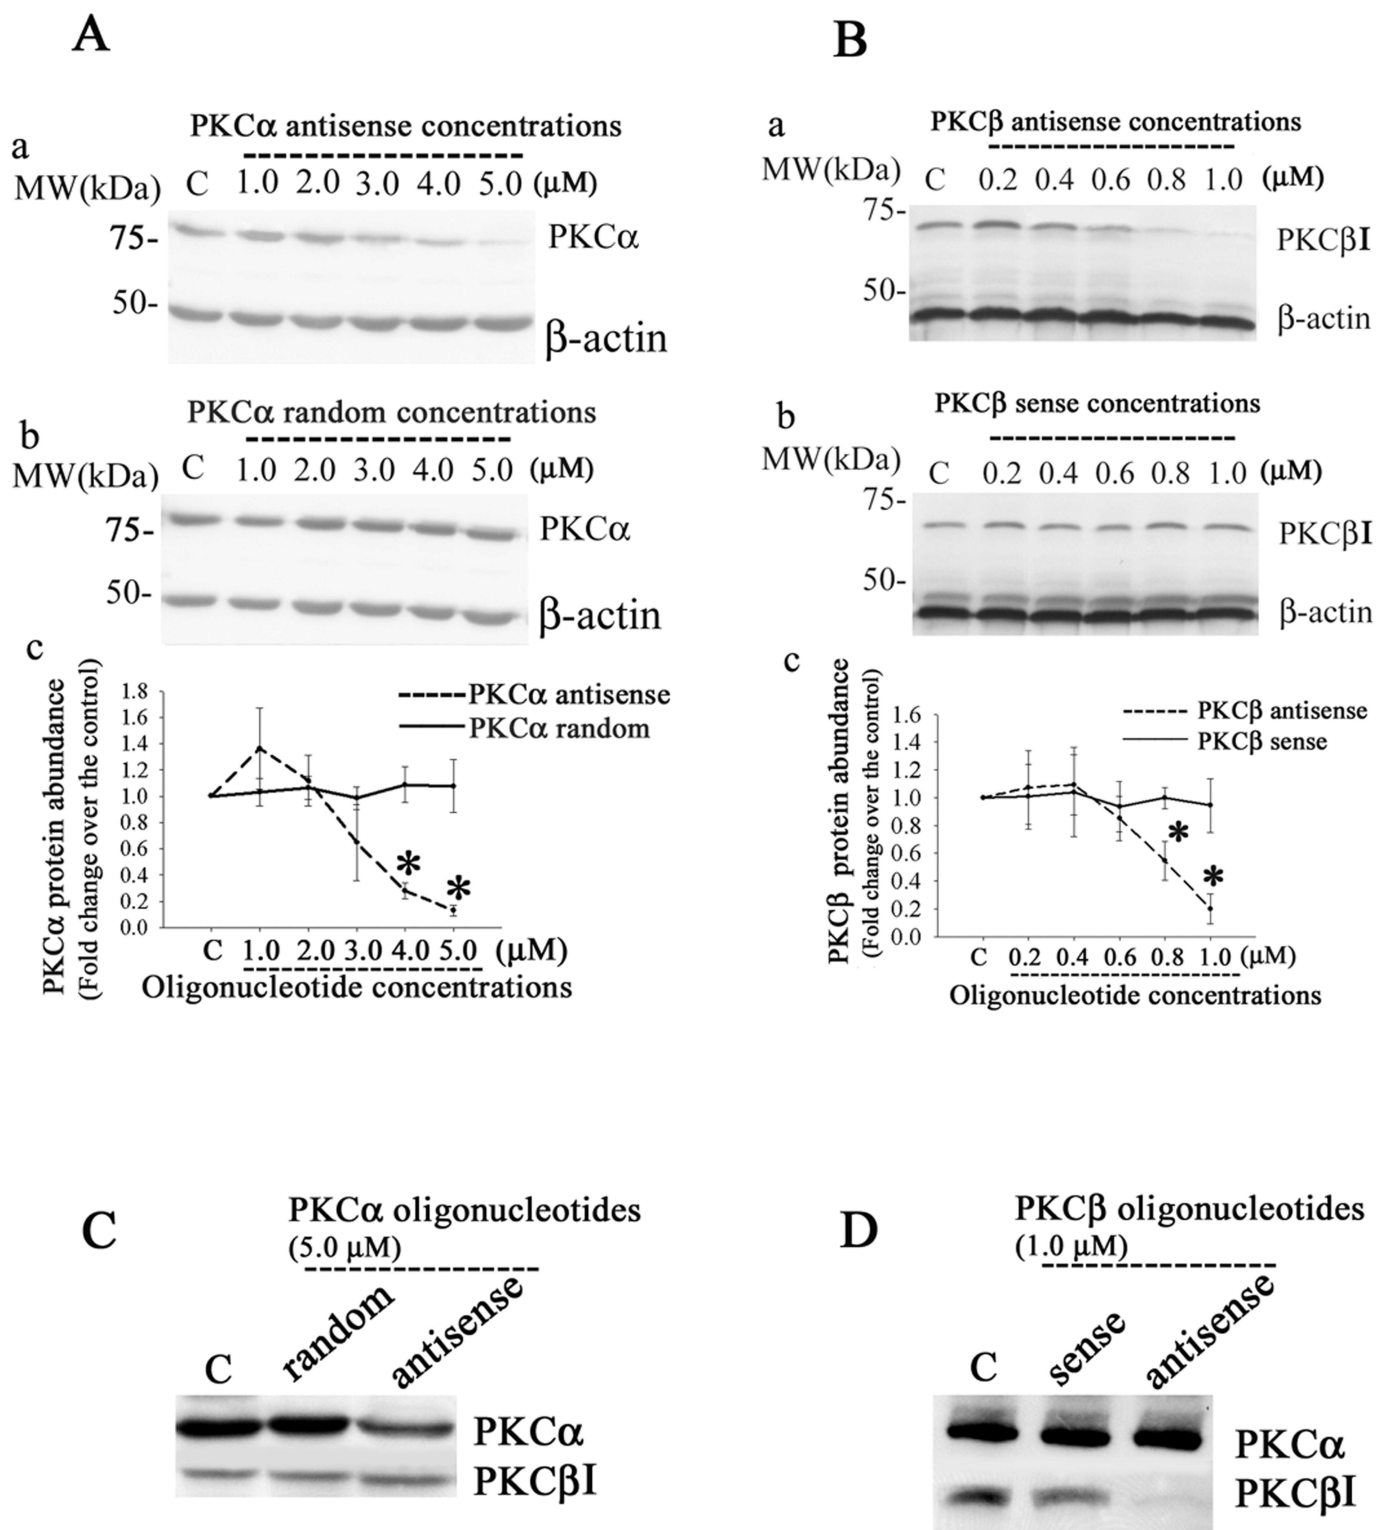 A
a
PKCα antisense concentrations
MW(kDa) C 1.0 2.0 3.0 4.0 5.0 (μM)
75-
PKCα
50-
β-actin
b
PKCα random concentrations
MW(kDa) C 1.0 2.0 3.0 4.0 5.0 (μM)
75-
PKCα
50-
β-actin
c
PKCα protein abundance
(Fold change over the control)
1.8
1.6
1.4
1.2
1.0
0.8
0.6
0.4
0.2
0.0
PKCα antisense
PKCα random
*
*
C 1.0 2.0 3.0 4.0 5.0 (μM)
Oligonucleotide concentrations
B
a
PKCβ antisense concentrations
MW(kDa) C 0.2 0.4 0.6 0.8 1.0 (μM)
75-
PKCβI
50-
β-actin
b
PKCβ sense concentrations
MW(kDa) C 0.2 0.4 0.6 0.8 1.0 (μM)
75-
PKCβI
50-
β-actin
c
PKCβ protein abundance
(Fold change over the control)
1.6
1.4
1.2
1.0
0.8
0.6
0.4
0.2
0.0
PKCβ antisense
PKCβ sense
*
*
C 0.2 0.4 0.6 0.8 1.0 (μM)
Oligonucleotide concentrations
C
PKCα oligonucleotides
(5.0 μM)
C random antisense
PKCα
PKCβI
D
PKCβ oligonucleotides
(1.0 μM)
C sense antisense
PKCα
PKCβI